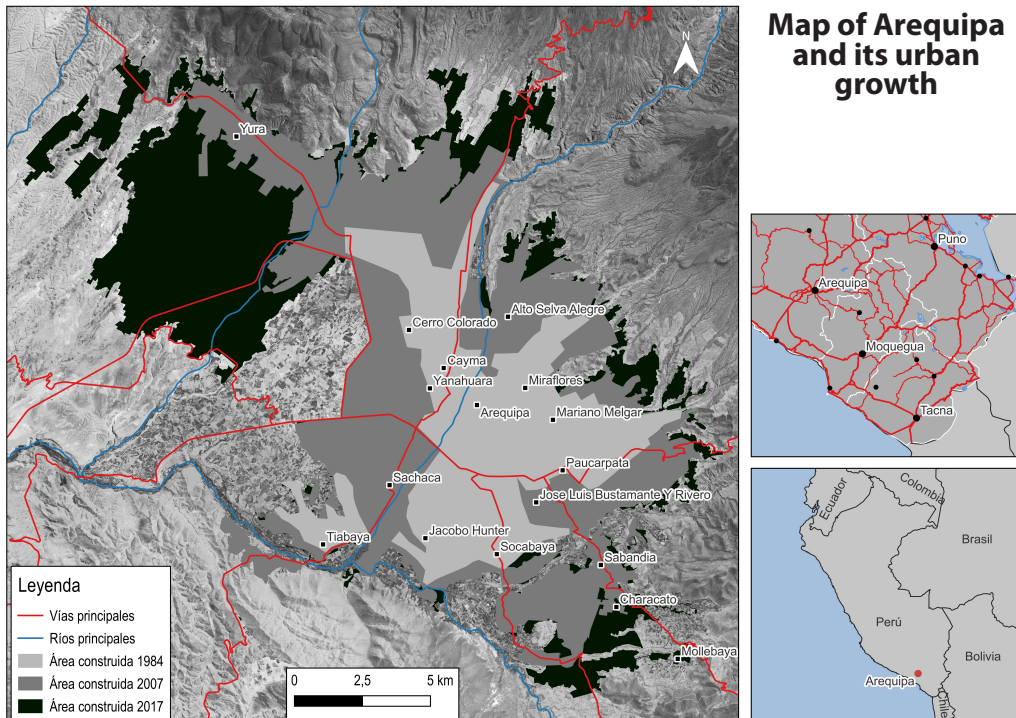 Map of Arequipa
and its urban
growth
N
Yura
Alto Selva Alegre
Cerro Colorado
Cayma
Yanahuara
Miraflores
Arequipa
Mariano Melgar
Paucarpata
Sachaca
Jose Luis Bustamante Y Rivero
Jacobo Hunter
Tiabaya
Socabaya
Sabandia
Characato
Mollebaya
Leyenda
Vías principales
Ríos principales
Área construida 1984
Área construida 2007
Área construida 2017
0 2,5 5 km
Puno
Arequipa
Moquegua
Tacna
Ecuador
Colombia
Brasil
Perú
Bolivia
Arequipa
Chile